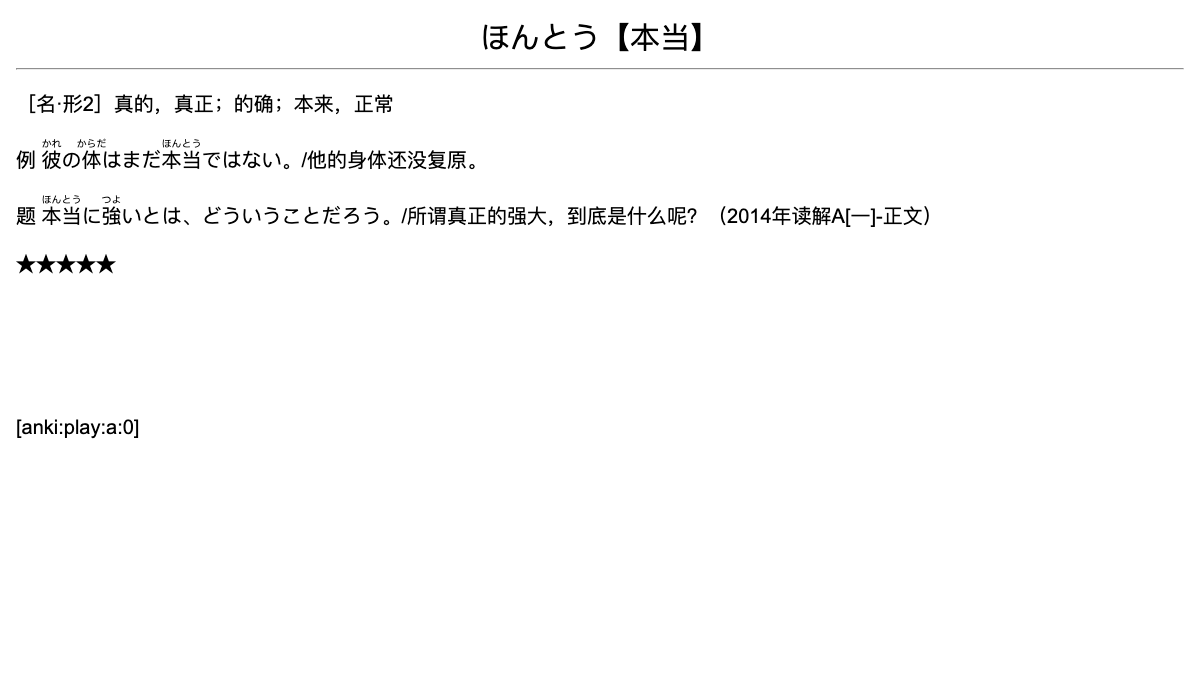 ほんとう【本当】
［名·形2］真的，真正；的确；本来，正常
かれ からだ ほんとう
例 彼の体はまだ本当ではない。/他的身体还没复原。
ほんとう つよ
题 本当に強いとは、どういうことだろう。/所谓真正的强大，到底是什么呢？（2014年读解A[一]-正文）
★★★★★
[anki:play:a:0]